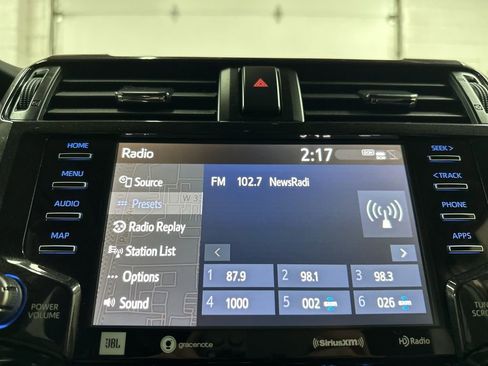 HOME
MENU
AUDIO
MAP
POWER
VOLUME
Radio
2:17
Source
Presets
Radio Replay
Station List
Options
Sound
FM 102.7 NewsRadi
< >
1 87.9 2 98.1 3 98.3
4 1000 5 002 6 026
SEEK>
<TRACK
PHONE
APPS
JBL
gracenote
SiriusXM
HD Radio